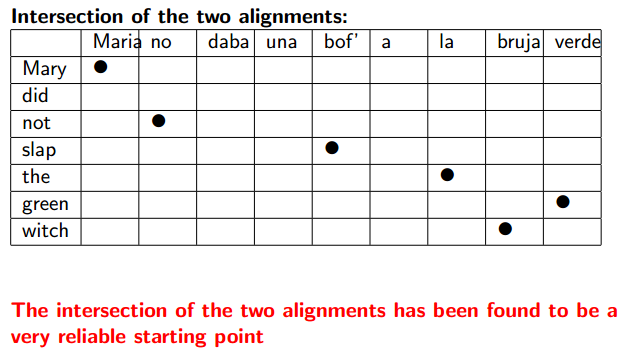 Intersection of the two alignments:
Maria no daba una bof' a la bruja verde
Mary
did
not
slap
the
green
witch
The intersection of the two alignments has been found to be a
very reliable starting point